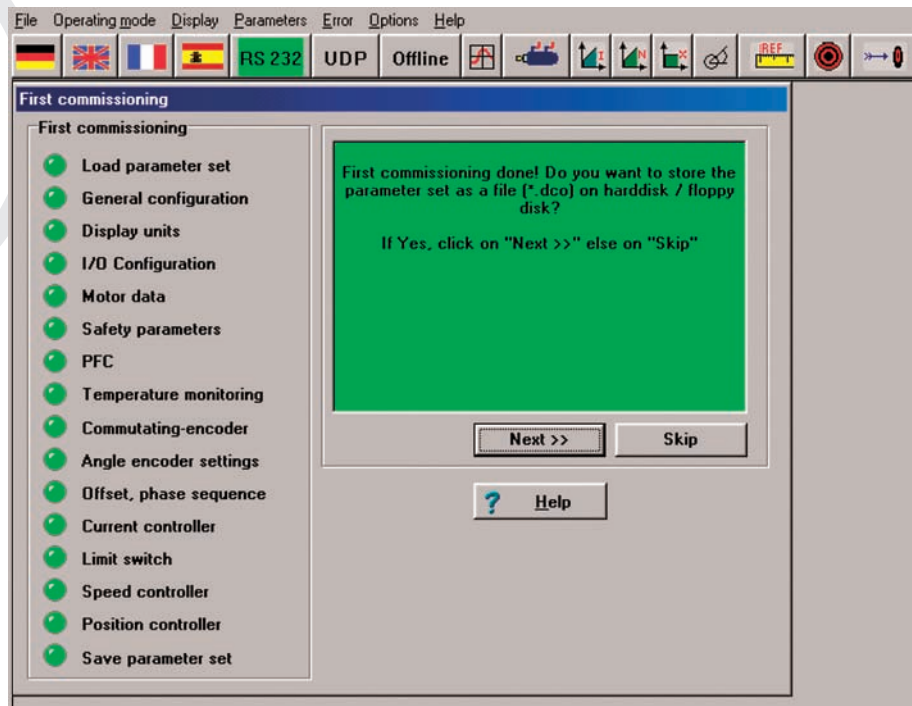 File Operating mode Display Parameters Error Options Help
RS 232 UDP Offline I N x REF
First commissioning
First commissioning
Load parameter set
General configuration
Display units
I/O Configuration
Motor data
Safety parameters
PFC
Temperature monitoring
Commutating-encoder
Angle encoder settings
Offset, phase sequence
Current controller
Limit switch
Speed controller
Position controller
Save parameter set
First commissioning done! Do you want to store the
parameter set as a file (*.dco) on harddisk / floppy
disk?
If Yes, click on "Next >>" else on "Skip"
Next >> Skip
? Help